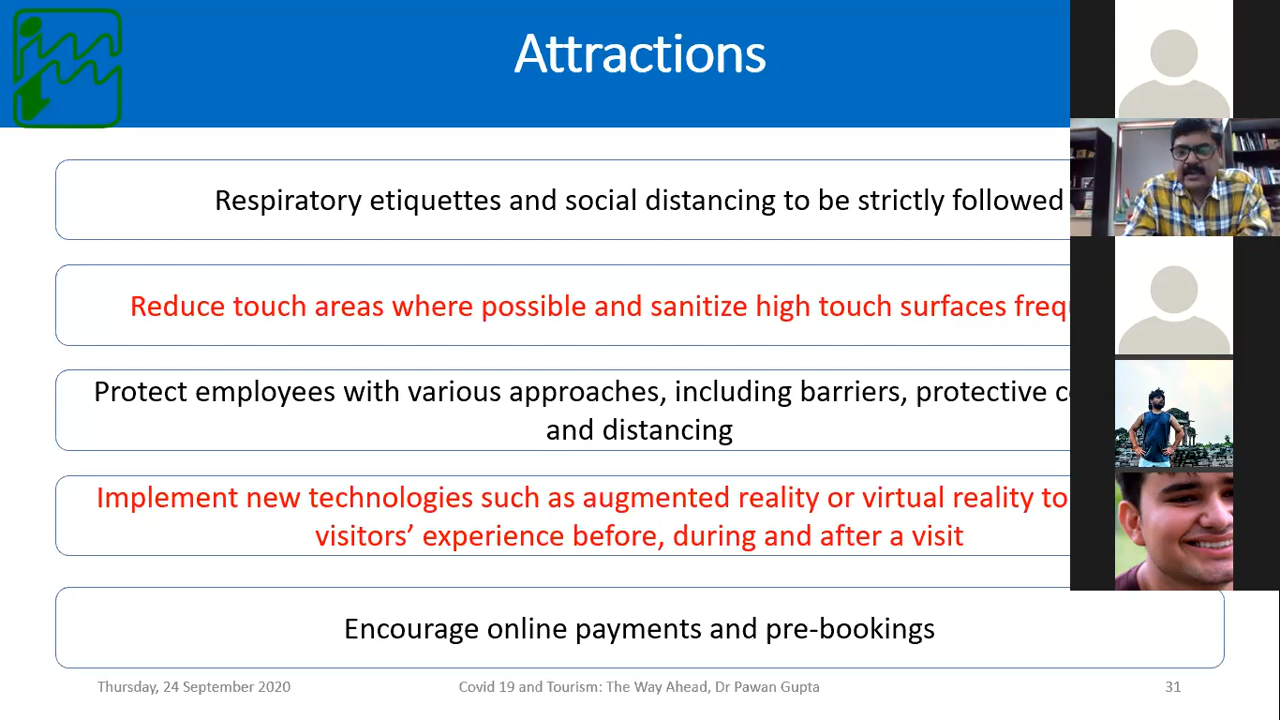 Attractions
Respiratory etiquettes and social distancing to be strictly followed
Reduce touch areas where possible and sanitize high touch surfaces
Protect employees with various approaches, including barriers, protective
and distancing
Implement new technologies such as augmented reality or virtual reality to
visitors’ experience before, during and after a visit
Encourage online payments and pre-bookings
Thursday, 24 September 2020
Covid 19 and Tourism: The Way Ahead, Dr Pawan Gupta
31